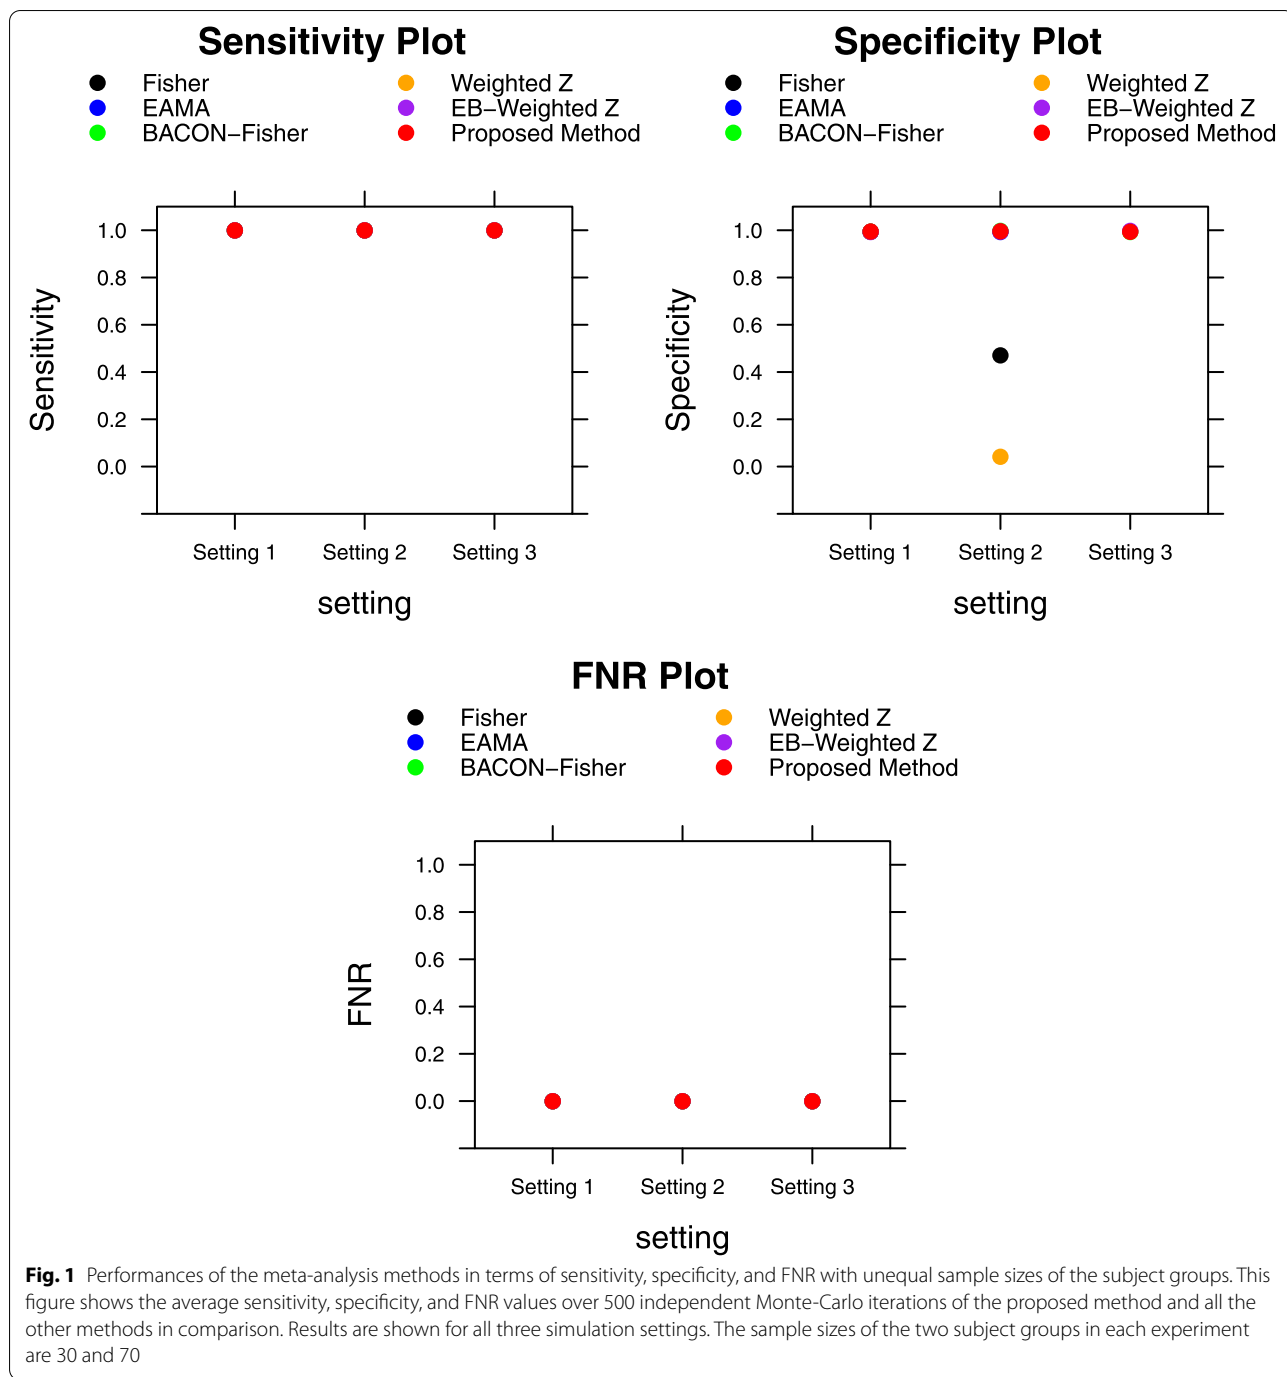 Sensitivity Plot
Fisher
EAMA
BACON−Fisher
Weighted Z
EB−Weighted Z
Proposed Method
Sensitivity
1.0
0.8
0.6
0.4
0.2
0.0
Setting 1 Setting 2 Setting 3
setting
Specificity Plot
Fisher
EAMA
BACON−Fisher
Weighted Z
EB−Weighted Z
Proposed Method
Specificity
1.0
0.8
0.6
0.4
0.2
0.0
Setting 1 Setting 2 Setting 3
setting
FNR Plot
Fisher
EAMA
BACON−Fisher
Weighted Z
EB−Weighted Z
Proposed Method
FNR
1.0
0.8
0.6
0.4
0.2
0.0
Setting 1 Setting 2 Setting 3
setting
Fig. 1 Performances of the meta-analysis methods in terms of sensitivity, specificity, and FNR with unequal sample sizes of the subject groups. This
figure shows the average sensitivity, specificity, and FNR values over 500 independent Monte-Carlo iterations of the proposed method and all the
other methods in comparison. Results are shown for all three simulation settings. The sample sizes of the two subject groups in each experiment
are 30 and 70